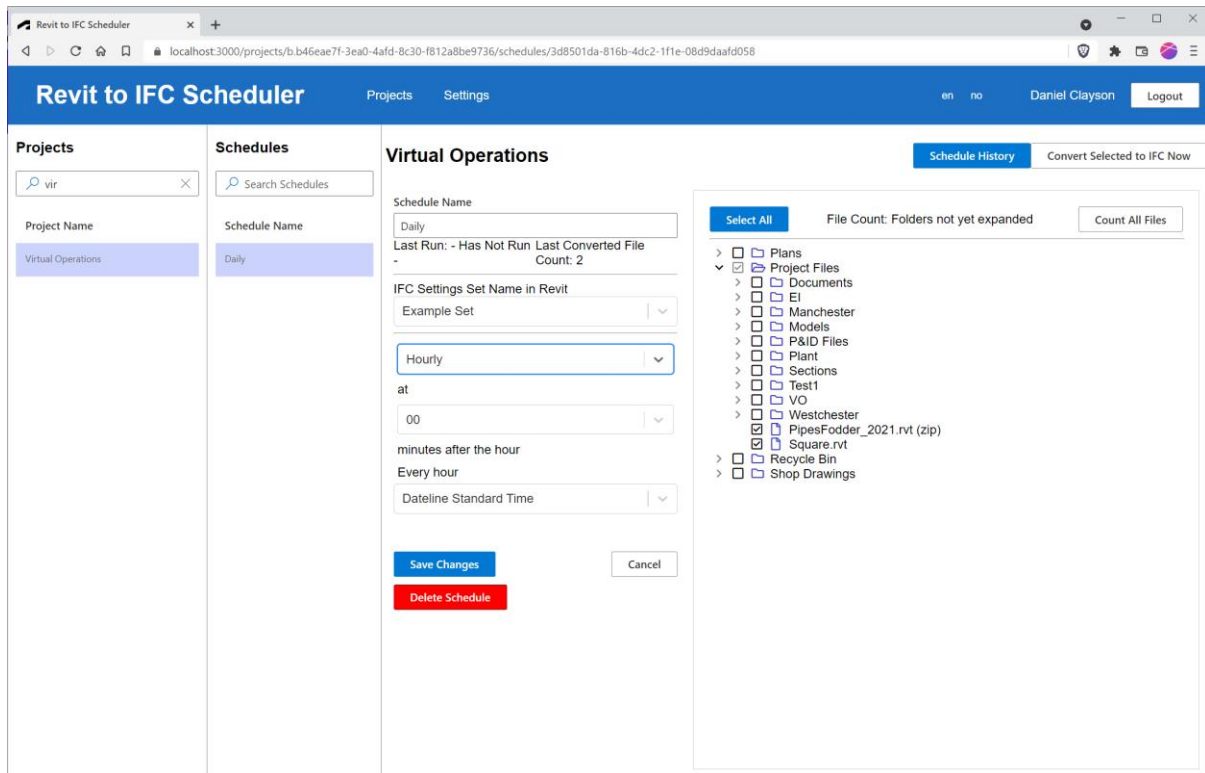 Revit to IFC Scheduler
localhost:3000/projects/b.b46eae7f-3ea0-4afd-8c30-f812a8be9736/schedules/3d8501da-816b-4dc2-1f1e-08d9daafd058
Revit to IFC Scheduler
Projects Settings
en no
Daniel Clayson
Logout
Projects
vir
Project Name
Virtual Operations
Schedules
Search Schedules
Schedule Name
Daily
Virtual Operations
Schedule History
Convert Selected to IFC Now
Schedule Name
Daily
Last Run: - Has Not Run
-
Last Converted File
Count: 2
IFC Settings Set Name in Revit
Example Set
Hourly
at
00
minutes after the hour
Every hour
Dateline Standard Time
Save Changes
Cancel
Delete Schedule
Select All
File Count: Folders not yet expanded
Count All Files
Plans
Project Files
Documents
EI
Manchester
Models
P&ID Files
Plant
Sections
Test1
VO
Westchester
PipesFodder_2021.rvt (zip)
Square.rvt
Recycle Bin
Shop Drawings